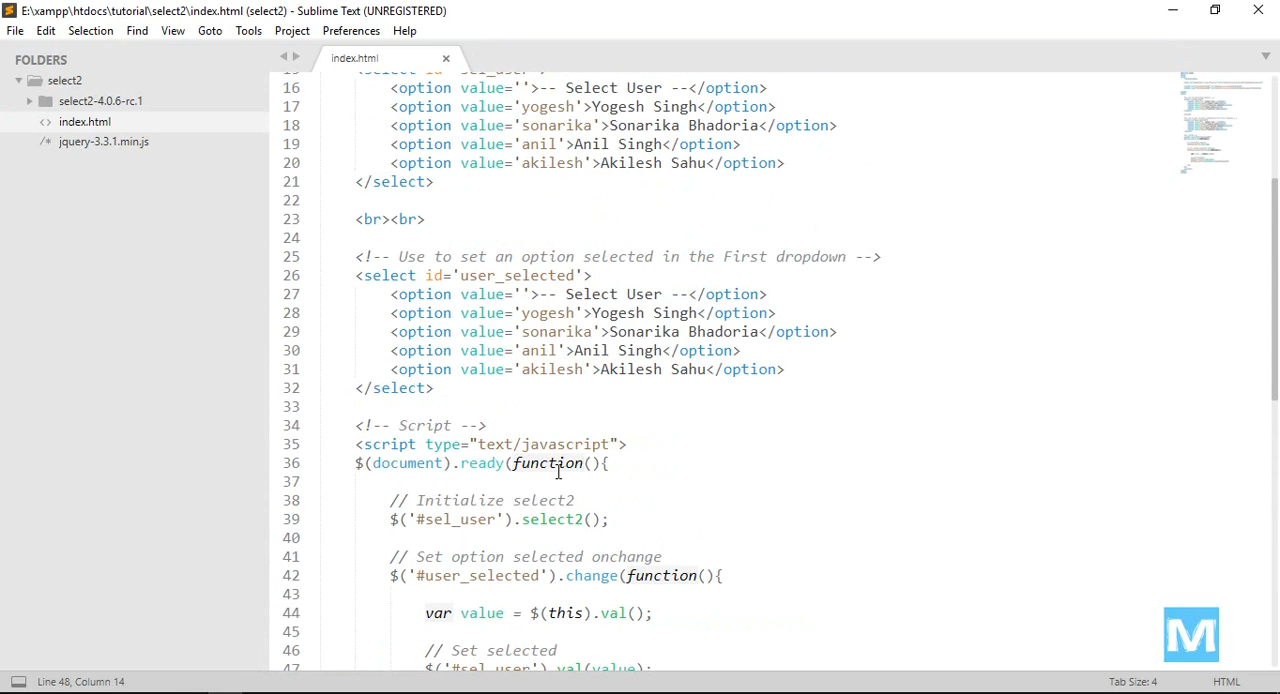 E:\xampp\htdocs\tutorial\select2\index.html (select2) - Sublime Text (UNREGISTERED)
File Edit Selection Find View Goto Tools Project Preferences Help
FOLDERS
select2
select2-4.0.6-rc.1
index.html
jquery-3.3.1.min.js
index.html
15 <select id='sel_user'>
16 <option value=''>-- Select User --</option>
17 <option value='yogesh'>Yogesh Singh</option>
18 <option value='sonarika'>Sonarika Bhadoria</option>
19 <option value='anil'>Anil Singh</option>
20 <option value='akilesh'>Akilesh Sahu</option>
21 </select>
22
23 <br><br>
24
25 <!-- Use to set an option selected in the First dropdown -->
26 <select id='user_selected'>
27 <option value=''>-- Select User --</option>
28 <option value='yogesh'>Yogesh Singh</option>
29 <option value='sonarika'>Sonarika Bhadoria</option>
30 <option value='anil'>Anil Singh</option>
31 <option value='akilesh'>Akilesh Sahu</option>
32 </select>
33
34 <!-- Script -->
35 <script type="text/javascript">
36 $(document).ready(function(){
37
38 // Initialize select2
39 $('#sel_user').select2();
40
41 // Set option selected onchange
42 $('#user_selected').change(function(){
43
44 var value = $(this).val();
45
46 // Set selected
47 $('#sel_user').val(value);
M
Line 48, Column 14
Tab Size: 4
HTML